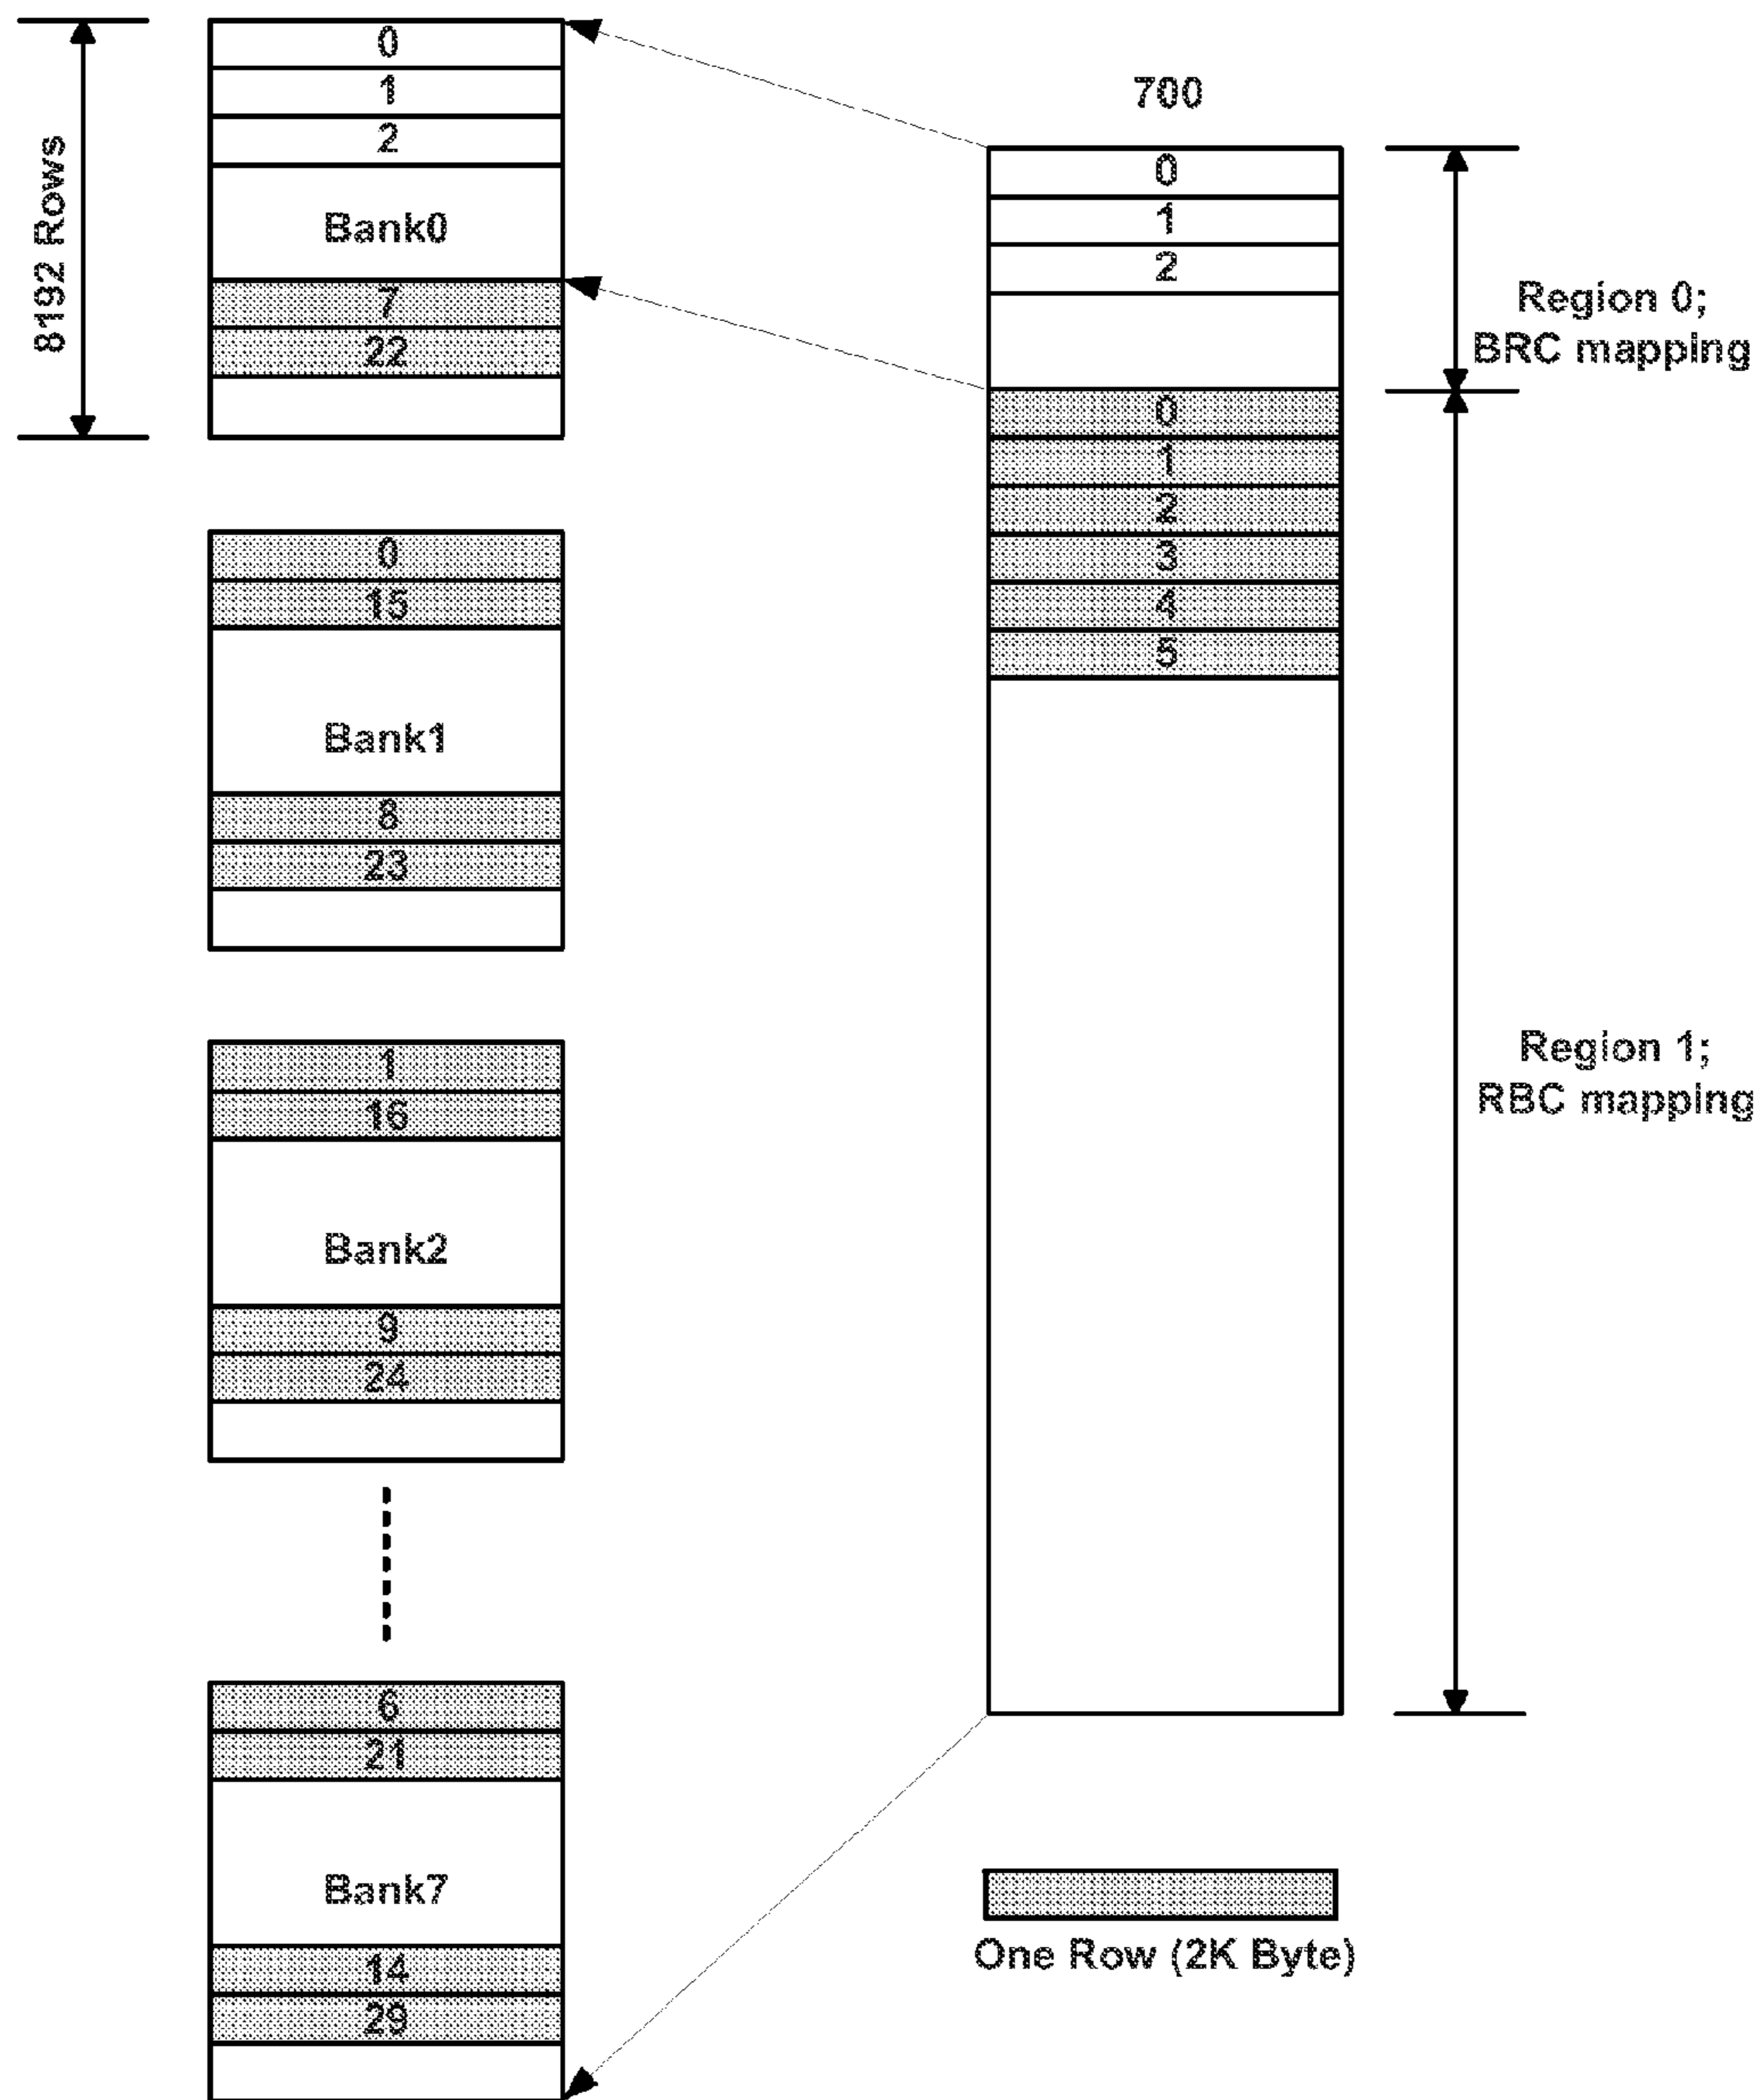 8192 Rows
0
1
2
Bank0
7
22
0
15
Bank1
8
23
1
16
Bank2
9
24
6
21
Bank7
14
29
700
0
1
2
0
1
2
3
4
5
Region 0;
BRC mapping
Region 1;
RBC mapping
One Row (2K Byte)